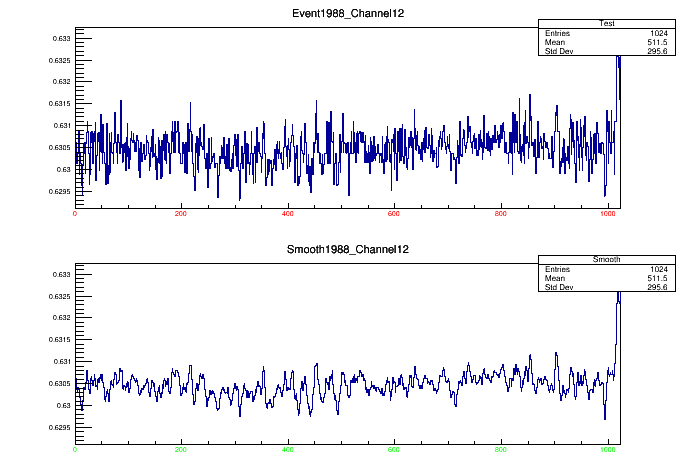 Event1988_Channel12
Test
Entries 1024
Mean 511.5
Std Dev 295.6
0.633
0.6325
0.632
0.6315
0.631
0.6305
0.63
0.6295
0 200 400 600 800 1000
Smooth1988_Channel12
Smooth
Entries 1024
Mean 511.5
Std Dev 295.6
0.633
0.6325
0.632
0.6315
0.631
0.6305
0.63
0.6295
0 200 400 600 800 1000